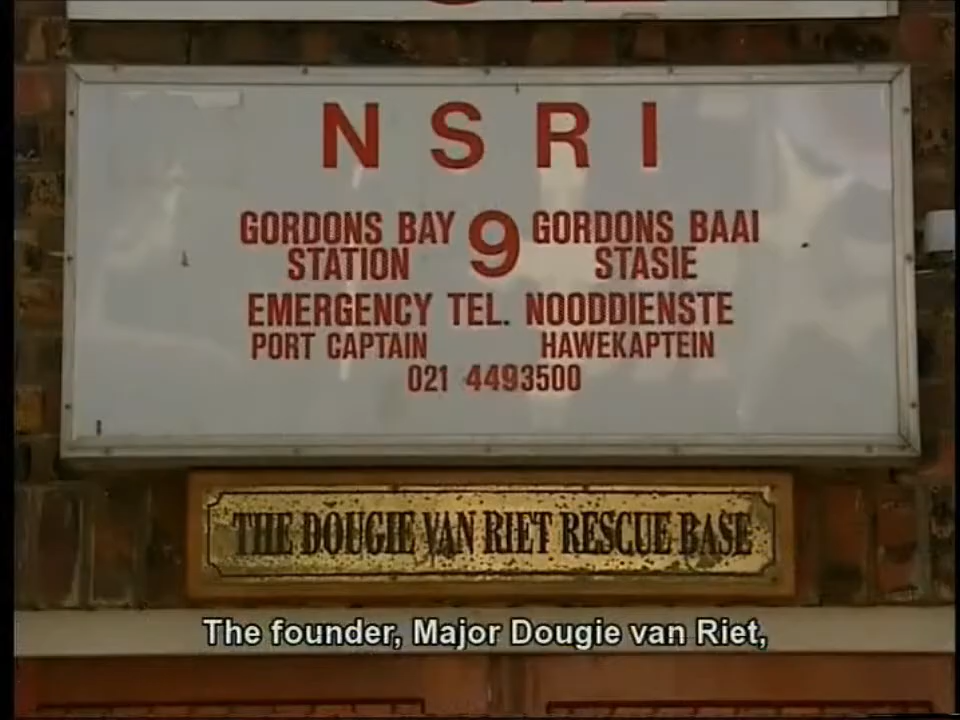 NSRI
GORDONS BAY 9 GORDONS BAAI
STATION STASIE
EMERGENCY TEL. NOODDIENSTE
PORT CAPTAIN HAWEKAPTEIN
021 4493500
THE DOUGIE VAN RIET RESCUE BASE
The founder, Major Dougie van Riet,